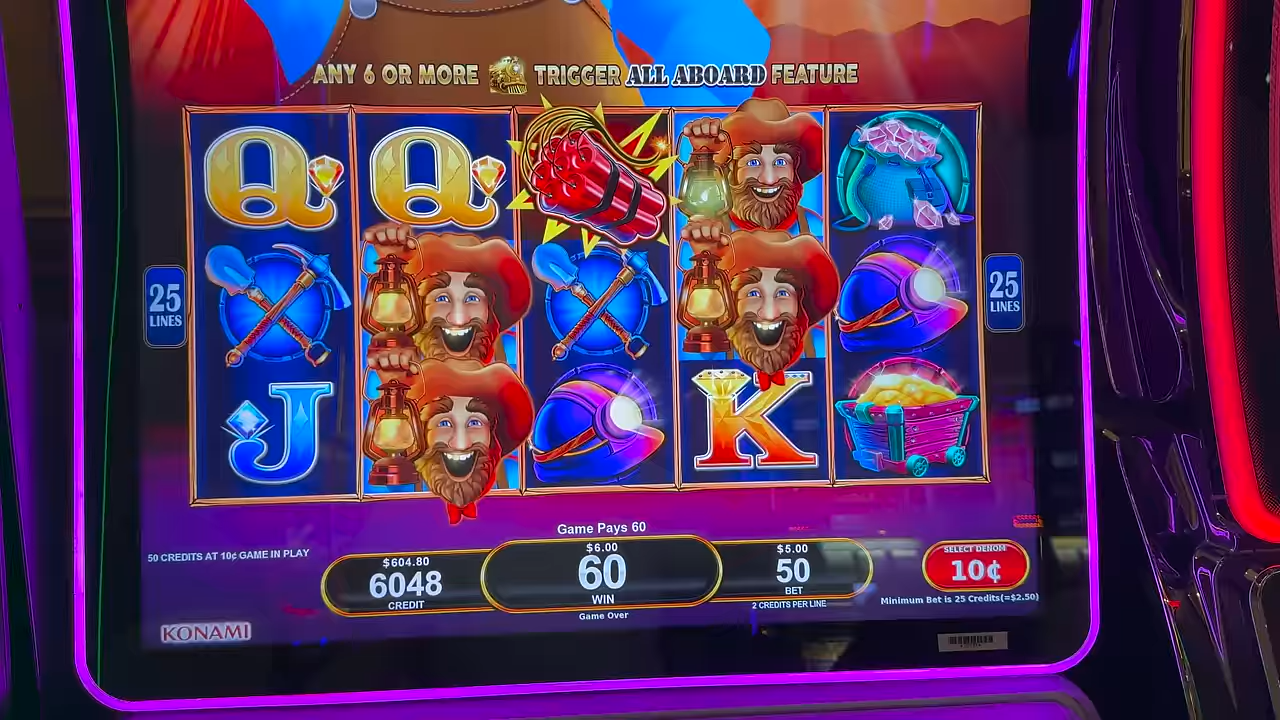 ANY 6 OR MORE TRIGGER ALL ABOARD FEATURE
Q Q
25 LINES
25 LINES
J K
Game Pays 60
50 CREDITS AT 10¢ GAME IN PLAY
$604.80
6048
CREDIT
$6.00
60
WIN
Game Over
$5.00
50
BET
2 CREDITS PER LINE
SELECT DENOM
10¢
Minimum Bet is 25 Credits(=$2.50)
KONAMI